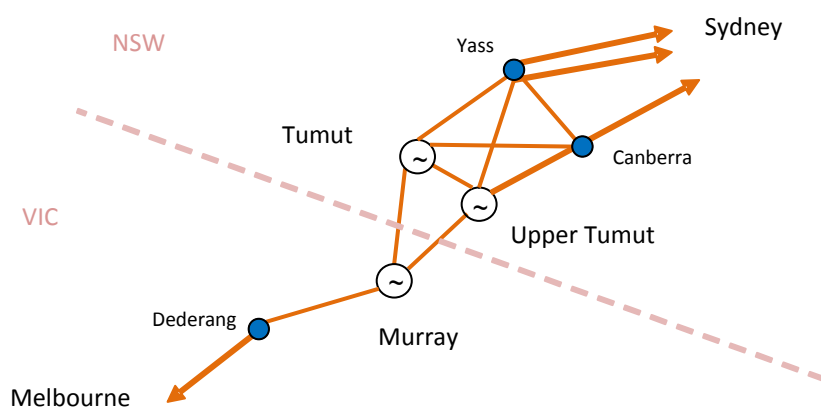 NSW
Sydney
Yass
Tumut
Canberra
VIC
Upper Tumut
Dederang
Murray
Melbourne
~
~
~